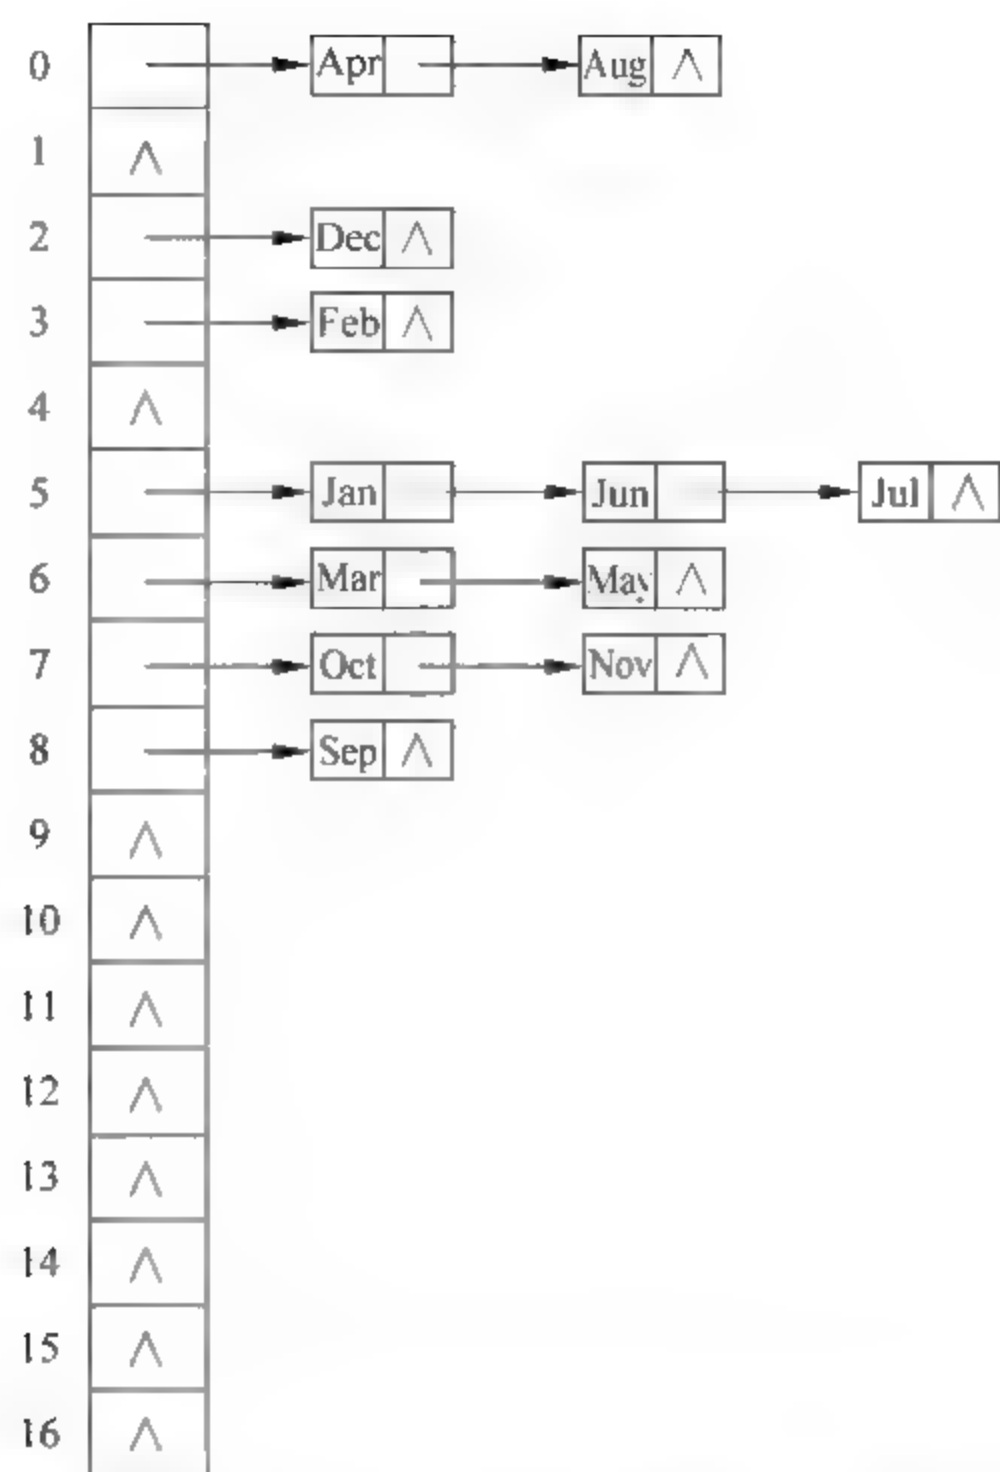 0 Apr Aug ∧
1 ∧
2 Dec ∧
3 Feb ∧
4 ∧
5 Jan Jun Jul ∧
6 Mar May ∧
7 Oct Nov ∧
8 Sep ∧
9 ∧
10 ∧
11 ∧
12 ∧
13 ∧
14 ∧
15 ∧
16 ∧